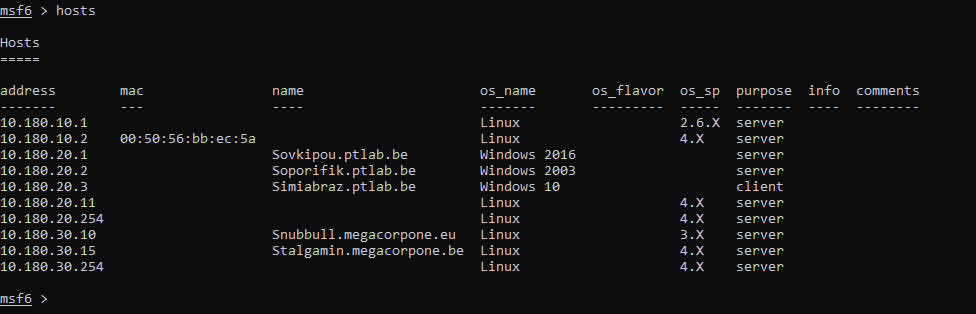 msf6 > hosts
Hosts
=====
address mac name os_name os_flavor os_sp purpose info comments
------- --- ---- ------- --------- ----- ------- ---- --------
10.180.10.1 Linux 2.6.X server
10.180.10.2 00:50:56:bb:ec:5a Linux 4.X server
10.180.20.1 Sovkipou.ptlab.be Windows 2016 server
10.180.20.2 Soporifik.ptlab.be Windows 2003 server
10.180.20.3 Simiabraz.ptlab.be Windows 10 client
10.180.20.11 Linux 4.X server
10.180.20.254 Linux 4.X server
10.180.30.10 Snubbull.megacorpone.eu Linux 3.X server
10.180.30.15 Stalgamin.megacorpone.be Linux 4.X server
10.180.30.254 Linux 4.X server
msf6 >